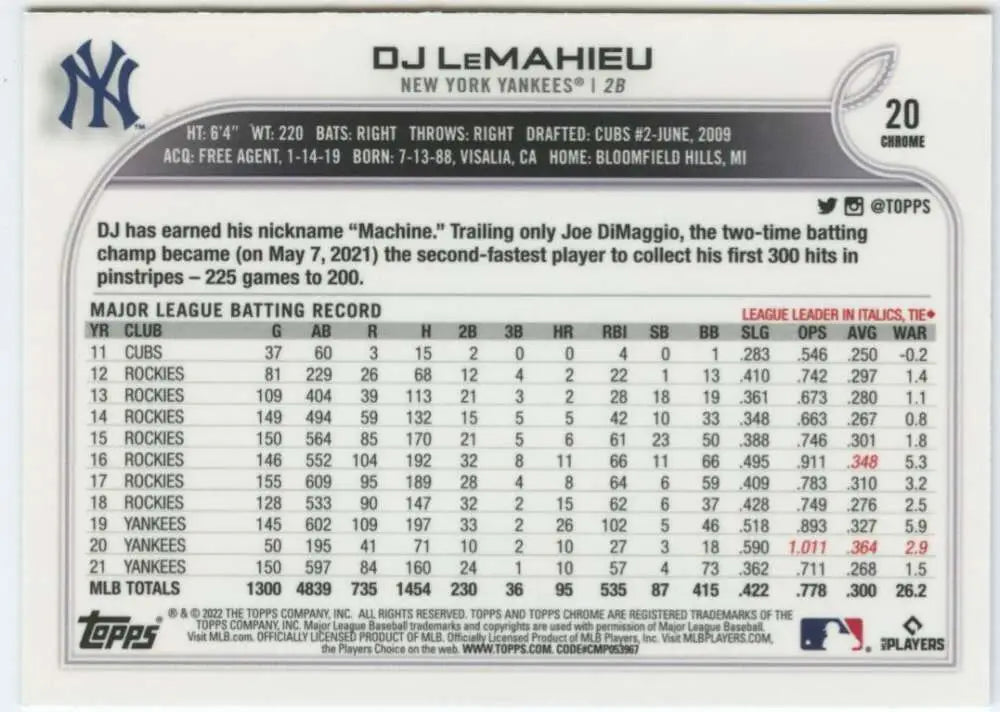 NY
TM
DJ LeMAHIEU
NEW YORK YANKEES® | 2B
20
CHROME
HT: 6'4" WT: 220 BATS: RIGHT THROWS: RIGHT DRAFTED: CUBS #2-JUNE, 2009
ACQ: FREE AGENT, 1-14-19 BORN: 7-13-88, VISALIA, CA HOME: BLOOMFIELD HILLS, MI
@TOPPS
DJ has earned his nickname “Machine.” Trailing only Joe DiMaggio, the two-time batting
champ became (on May 7, 2021) the second-fastest player to collect his first 300 hits in
pinstripes – 225 games to 200.
MAJOR LEAGUE BATTING RECORD LEAGUE LEADER IN ITALICS, TIE♦
YR CLUB G AB R H 2B 3B HR RBI SB BB SLG OPS AVG WAR
11 CUBS 37 60 3 15 2 0 0 4 0 1 .283 .546 .250 -0.2
12 ROCKIES 81 229 26 68 12 4 2 22 1 13 .410 .742 .297 1.4
13 ROCKIES 109 404 39 113 21 3 2 28 18 19 .361 .673 .280 1.1
14 ROCKIES 149 494 59 132 15 5 5 42 10 33 .348 .663 .267 0.8
15 ROCKIES 150 564 85 170 21 5 6 61 23 50 .388 .746 .301 1.8
16 ROCKIES 146 552 104 192 32 8 11 66 11 66 .495 .911 .348 5.3
17 ROCKIES 155 609 95 189 28 4 8 64 6 59 .409 .783 .310 3.2
18 ROCKIES 128 533 90 147 32 2 15 62 6 37 .428 .749 .276 2.5
19 YANKEES 145 602 109 197 33 2 26 102 5 46 .518 .893 .327 5.9
20 YANKEES 50 195 41 71 10 2 10 27 3 18 .590 1.011 .364 2.9
21 YANKEES 150 597 84 160 24 1 10 57 4 73 .362 .711 .268 1.5
MLB TOTALS 1300 4839 735 1454 230 36 95 535 87 415 .422 .778 .300 26.2
topps
® & © 2022 THE TOPPS COMPANY, INC. ALL RIGHTS RESERVED. TOPPS AND TOPPS CHROME ARE REGISTERED TRADEMARKS OF THE
TOPPS COMPANY, INC. Major League Baseball trademarks and copyrights are used with permission of Major League Baseball.
Visit MLB.com. OFFICIALLY LICENSED PRODUCT OF MLB. Officially Licensed Product of MLB Players, Inc. Visit MLBPLAYERS.COM,
the Players Choice on the web. WWW.TOPPS.COM. CODE#CMP053967
MLB PLAYERS